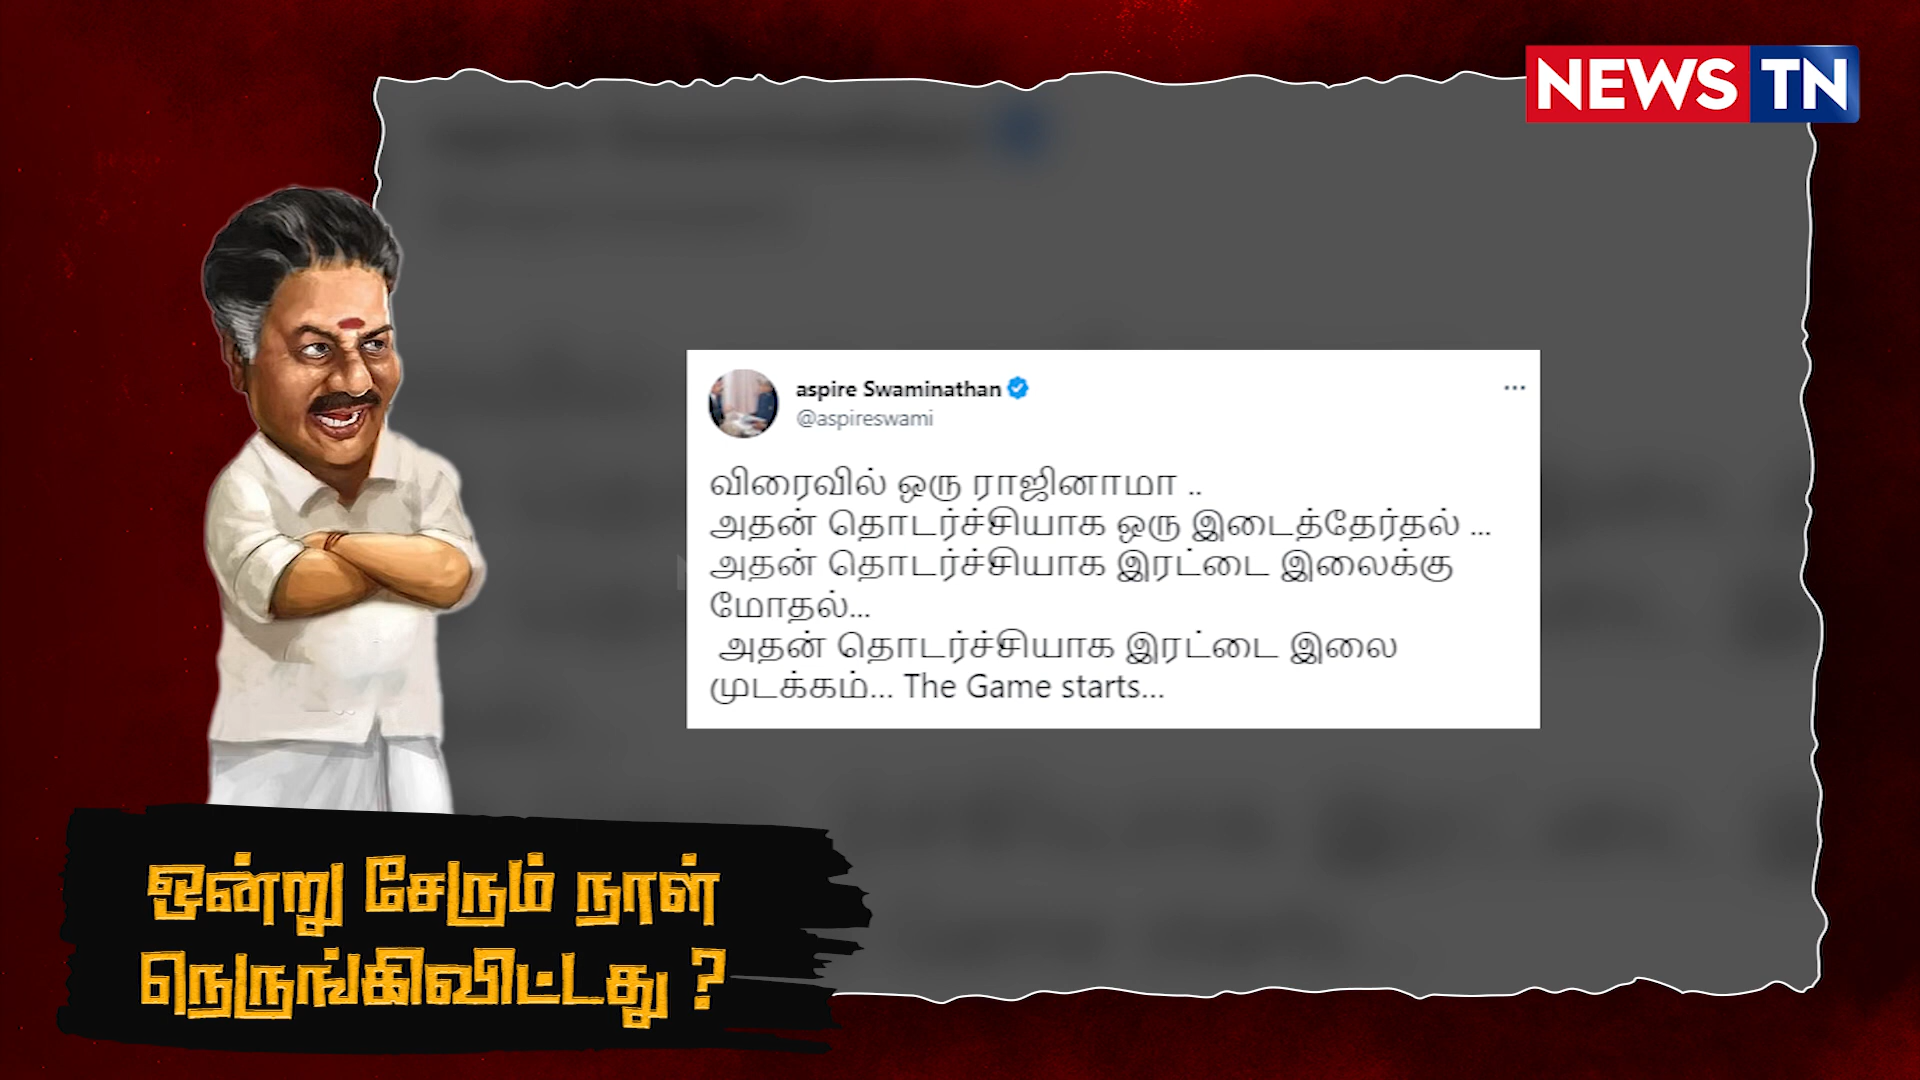 NEWS TN
aspire Swaminathan
@aspireswami
விரைவில் ஒரு ராஜினாமா ..
அதன் தொடர்ச்சியாக ஒரு இடைத்தேர்தல் ...
அதன் தொடர்ச்சியாக இரட்டை இலைக்கு
மோதல்...
அதன் தொடர்ச்சியாக இரட்டை இலை
முடக்கம்... The Game starts...
ஒன்று சேரும் நாள்
நெருங்கிவிட்டது ?